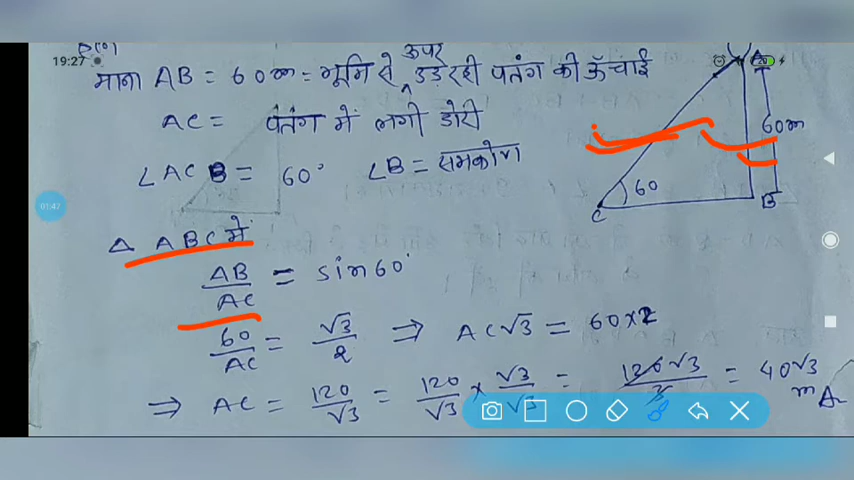 19:27
माना AB = 60m = भूमि से ऊपर उड़ रही पतंग की ऊँचाई
AC = पतंग में लगी डोरी
∠ACB = 60° ∠B = समकोण
A
60m
60
C
B
01:47
△ ABC में
AB/AC = sin60°
60/AC = √3/2 ⇒ AC√3 = 60×2
⇒ AC = 120/√3 = 120/√3 × √3/√3 = 120√3/3 = 40√3
m